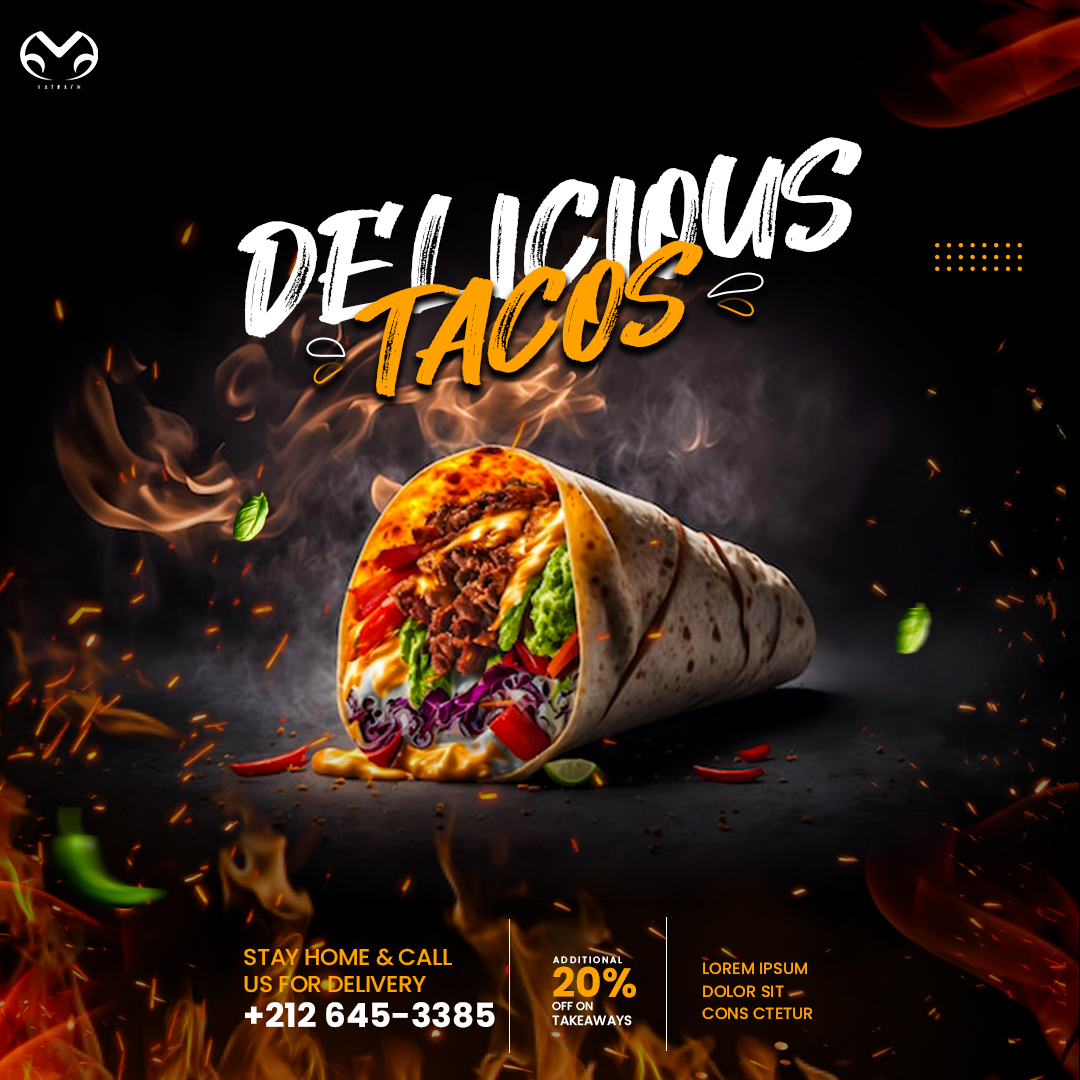 DELICIOUS
TACOS
STAY HOME & CALL
US FOR DELIVERY
+212 645-3385
ADDITIONAL
20%
OFF ON
TAKEAWAYS
LOREM IPSUM
DOLOR SIT
CONS CTETUR